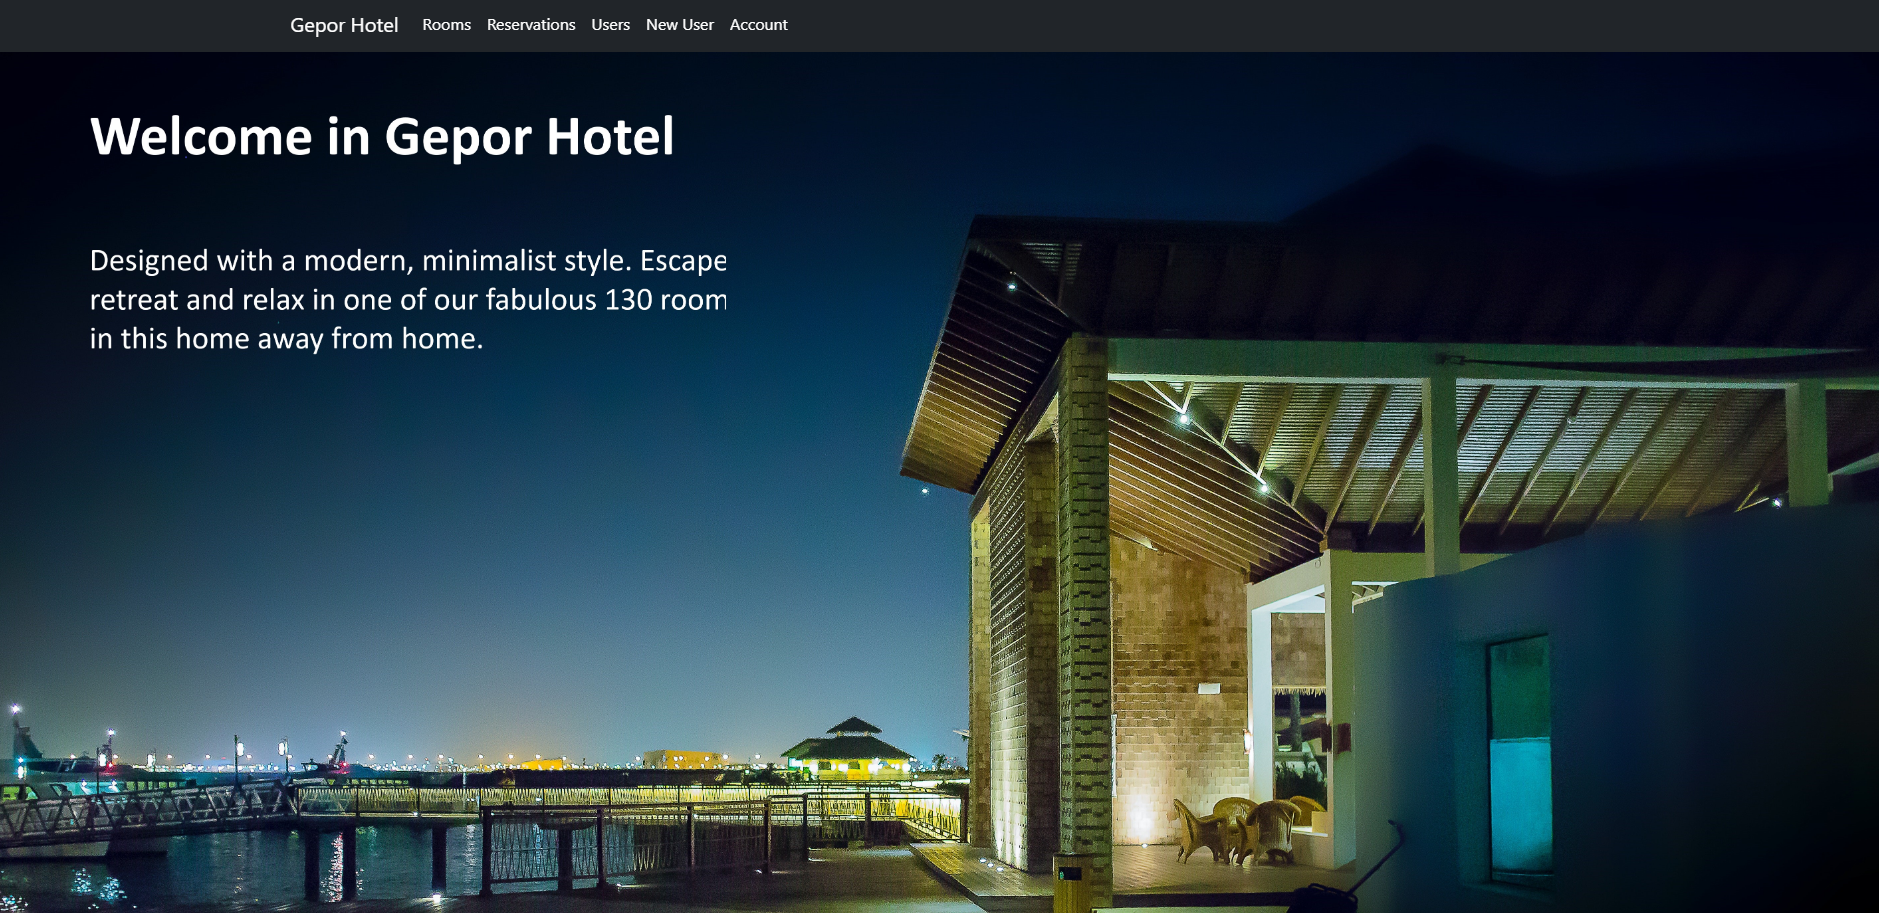 Gepor Hotel Rooms Reservations Users New User Account
Welcome in Gepor Hotel
Designed with a modern, minimalist style. Escape
retreat and relax in one of our fabulous 130 room
in this home away from home.